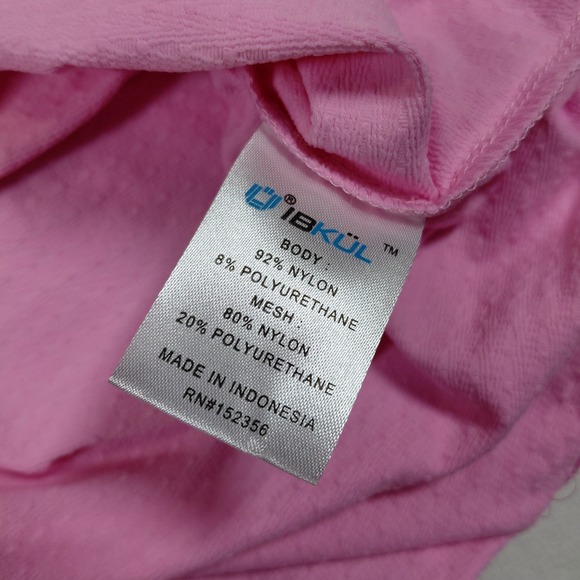 ® IBKÜL ™
BODY :
92% NYLON
8% POLYURETHANE
MESH :
80% NYLON
20% POLYURETHANE
MADE IN INDONESIA
RN#152356